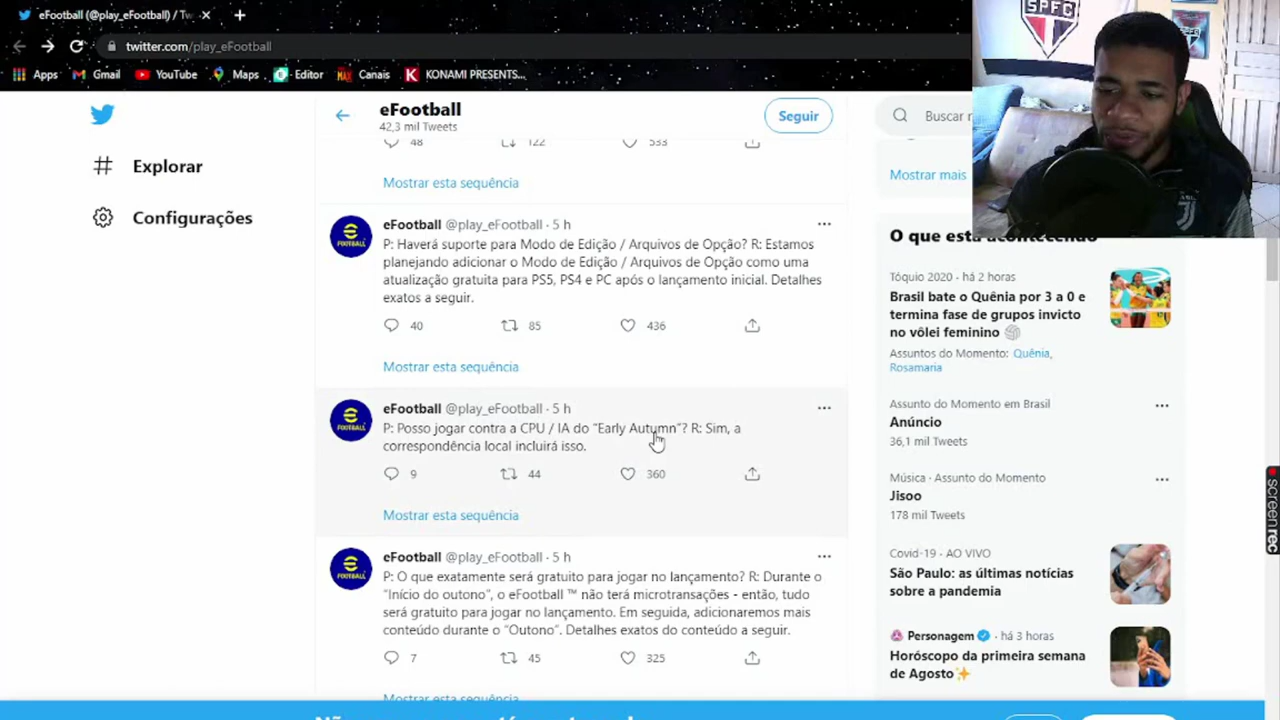 eFootball (@play_eFootball) / Tw
twitter.com/play_eFootball
Apps
Gmail
YouTube
Maps
Editor
Canais
KONAMI PRESENTS...
SPFC
eFootball
42,3 mil Tweets
Seguir
Explorar
Configurações
48 122 533
Mostrar esta sequência
eFootball @play_eFootball · 5 h
P: Haverá suporte para Modo de Edição / Arquivos de Opção? R: Estamos
planejando adicionar o Modo de Edição / Arquivos de Opção como uma
atualização gratuita para PS5, PS4 e PC após o lançamento inicial. Detalhes
exatos a seguir.
40 85 436
Mostrar esta sequência
eFootball @play_eFootball · 5 h
P: Posso jogar contra a CPU / IA do “Early Autumn”? R: Sim, a
correspondência local incluirá isso.
9 44 360
Mostrar esta sequência
eFootball @play_eFootball · 5 h
P: O que exatamente será gratuito para jogar no lançamento? R: Durante o
“Início do outono”, o eFootball ™ não terá microtransações - então, tudo
será gratuito para jogar no lançamento. Em seguida, adicionaremos mais
conteúdo durante o “Outono”. Detalhes exatos do conteúdo a seguir.
7 45 325
Mostrar esta sequência
Buscar
Mostrar mais
O que está acontecendo
Tóquio 2020 · há 2 horas
Brasil bate o Quênia por 3 a 0 e
termina fase de grupos invicto
no vôlei feminino
Assuntos do Momento: Quênia,
Rosamaria
Assunto do Momento em Brasil
Anúncio
36,1 mil Tweets
Música · Assunto do Momento
Jisoo
178 mil Tweets
Covid-19 · AO VIVO
São Paulo: as últimas notícias
sobre a pandemia
Personagem · há 3 horas
Horóscopo da primeira semana
de Agosto
screenrec